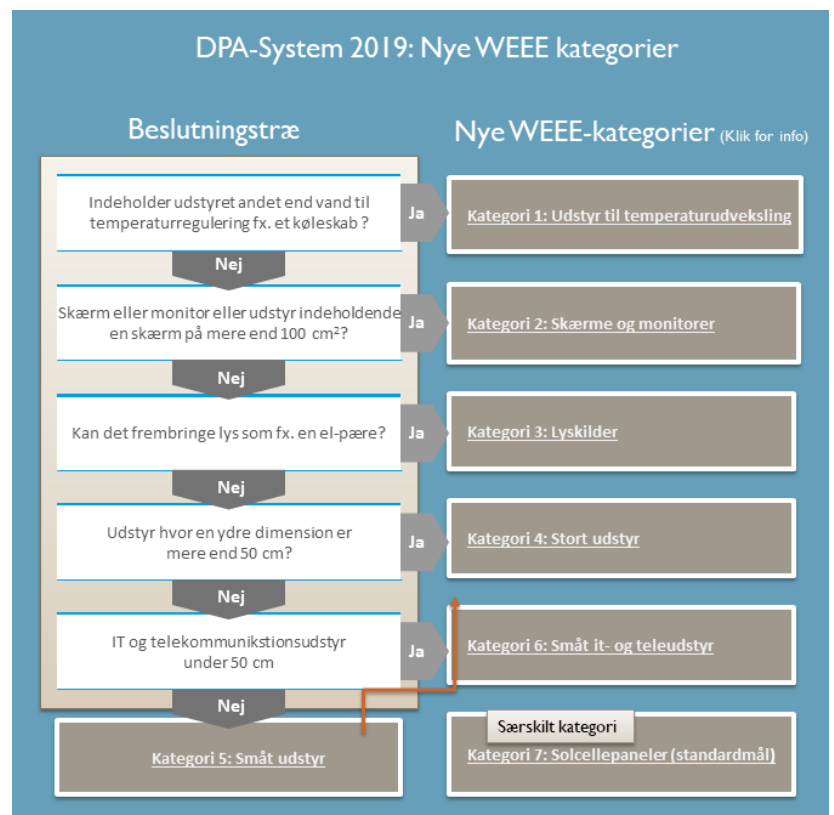 DPA-System 2019: Nye WEEE kategorier
Beslutningstræ
Nye WEEE-kategorier (Klik for info)
Indeholder udstyret andet end vand til
temperaturregulering fx. et køleskab ?
Ja
Kategori 1: Udstyr til temperaturudveksling
Nej
Skærm eller monitor eller udstyr indeholdende
en skærm på mere end 100 cm²?
Ja
Kategori 2: Skærme og monitorer
Nej
Kan det frembringe lys som fx. en el-pære?
Ja
Kategori 3: Lyskilder
Nej
Udstyr hvor en ydre dimension er
mere end 50 cm?
Ja
Kategori 4: Stort udstyr
Nej
IT og telekommunikstionsudstyr
under 50 cm
Ja
Kategori 6: Småt it- og teleudstyr
Nej
Kategori 5: Småt udstyr
Særskilt kategori
Kategori 7: Solcellepaneler (standardmål)